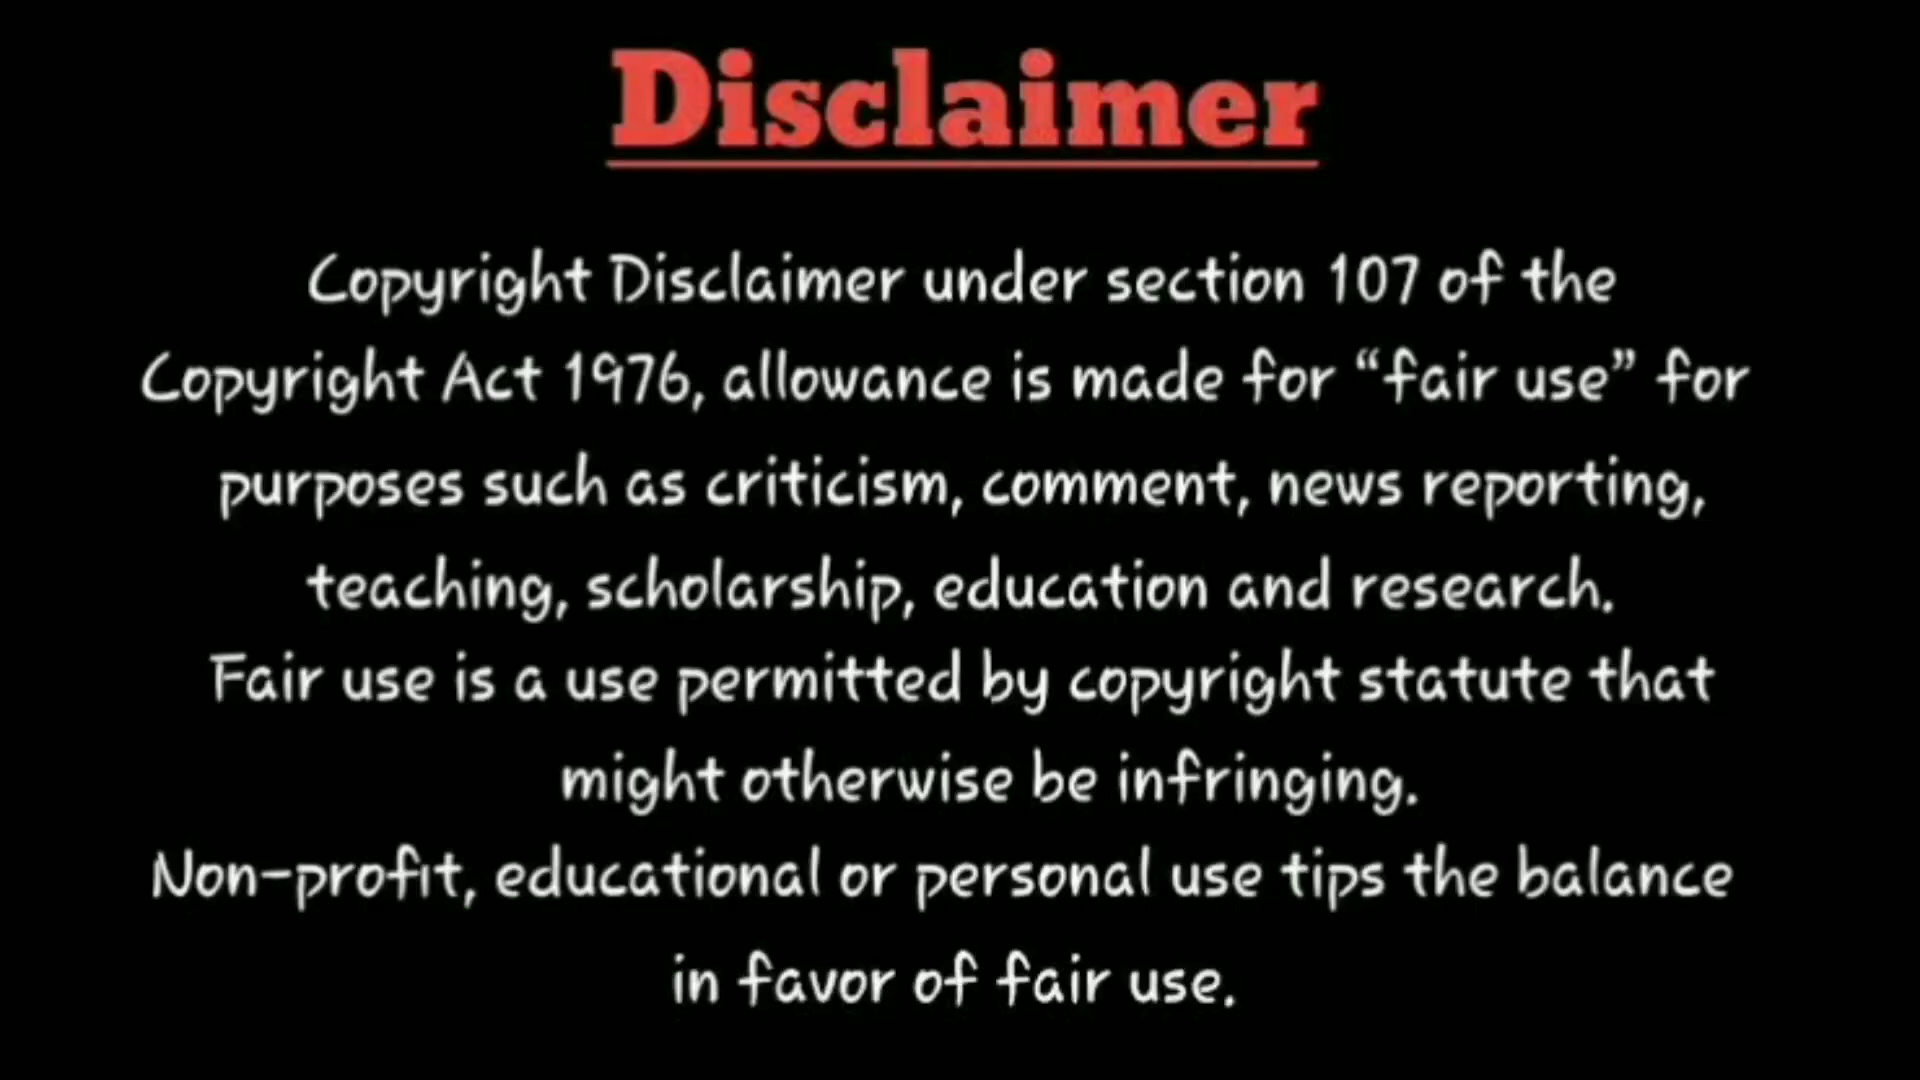 Disclaimer
Copyright Disclaimer under section 107 of the
Copyright Act 1976, allowance is made for “fair use” for
purposes such as criticism, comment, news reporting,
teaching, scholarship, education and research.
Fair use is a use permitted by copyright statute that
might otherwise be infringing.
Non-profit, educational or personal use tips the balance
in favor of fair use.